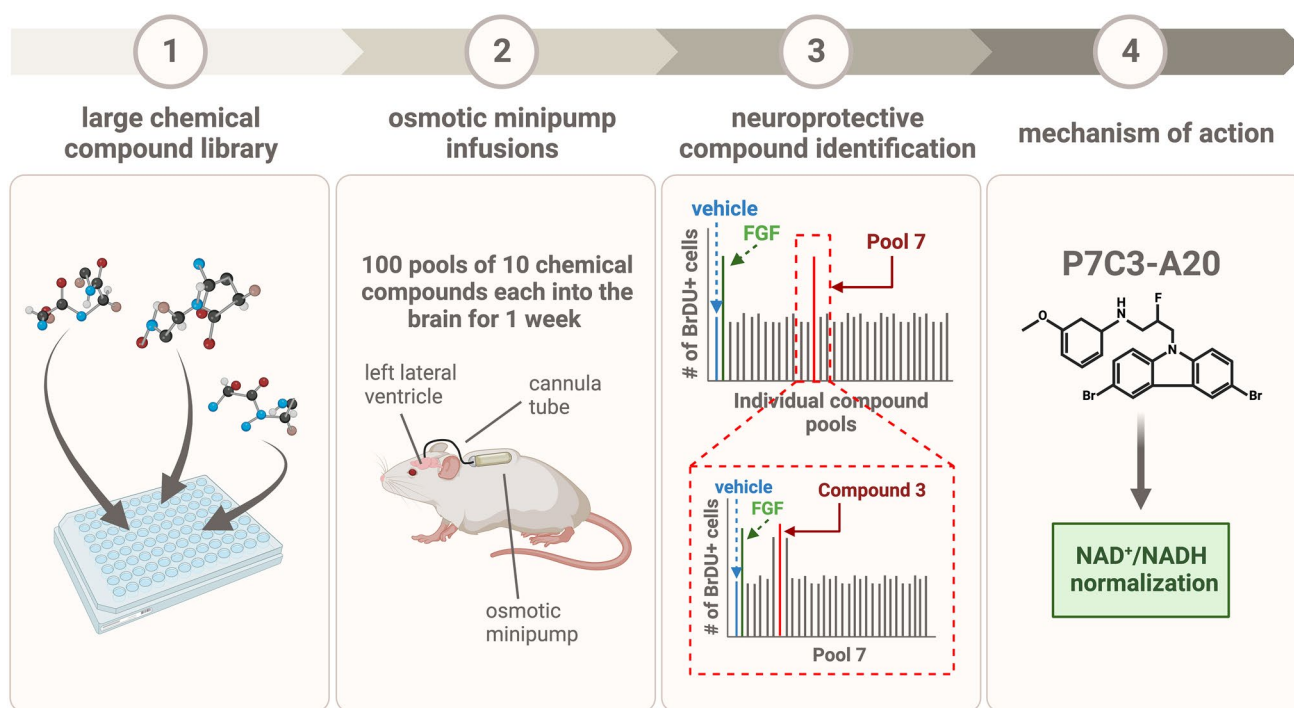 1
2
3
4
large chemical
compound library
osmotic minipump
infusions
neuroprotective
compound identification
mechanism of action
100 pools of 10 chemical
compounds each into the
brain for 1 week
left lateral
ventricle
cannula
tube
osmotic
minipump
vehicle
FGF
Pool 7
# of BrDU+ cells
Individual compound
pools
vehicle
FGF
Compound 3
# of BrDU+ cells
Pool 7
P7C3-A20
H
N
F
O
N
Br
Br
NAD⁺/NADH
normalization